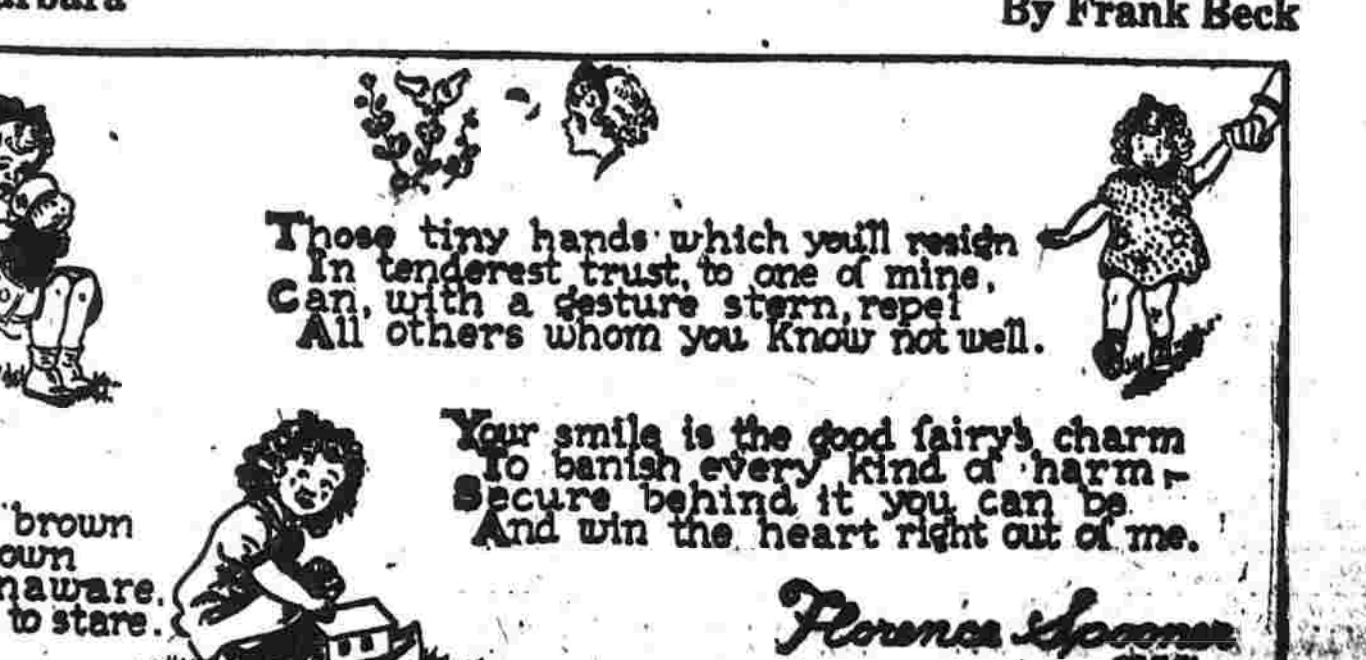 By Frank Beck
Those tiny hands which you'll resign
In tenderest trust, to one of mine,
Can, with a gesture stern, repel
All others whom you know not well.
Your smile is the good fairy's charm
To banish every kind of harm -
Secure behind it you can be
And win the heart right out of me.
brown
own
naware.
to stare.
Florence Spooner